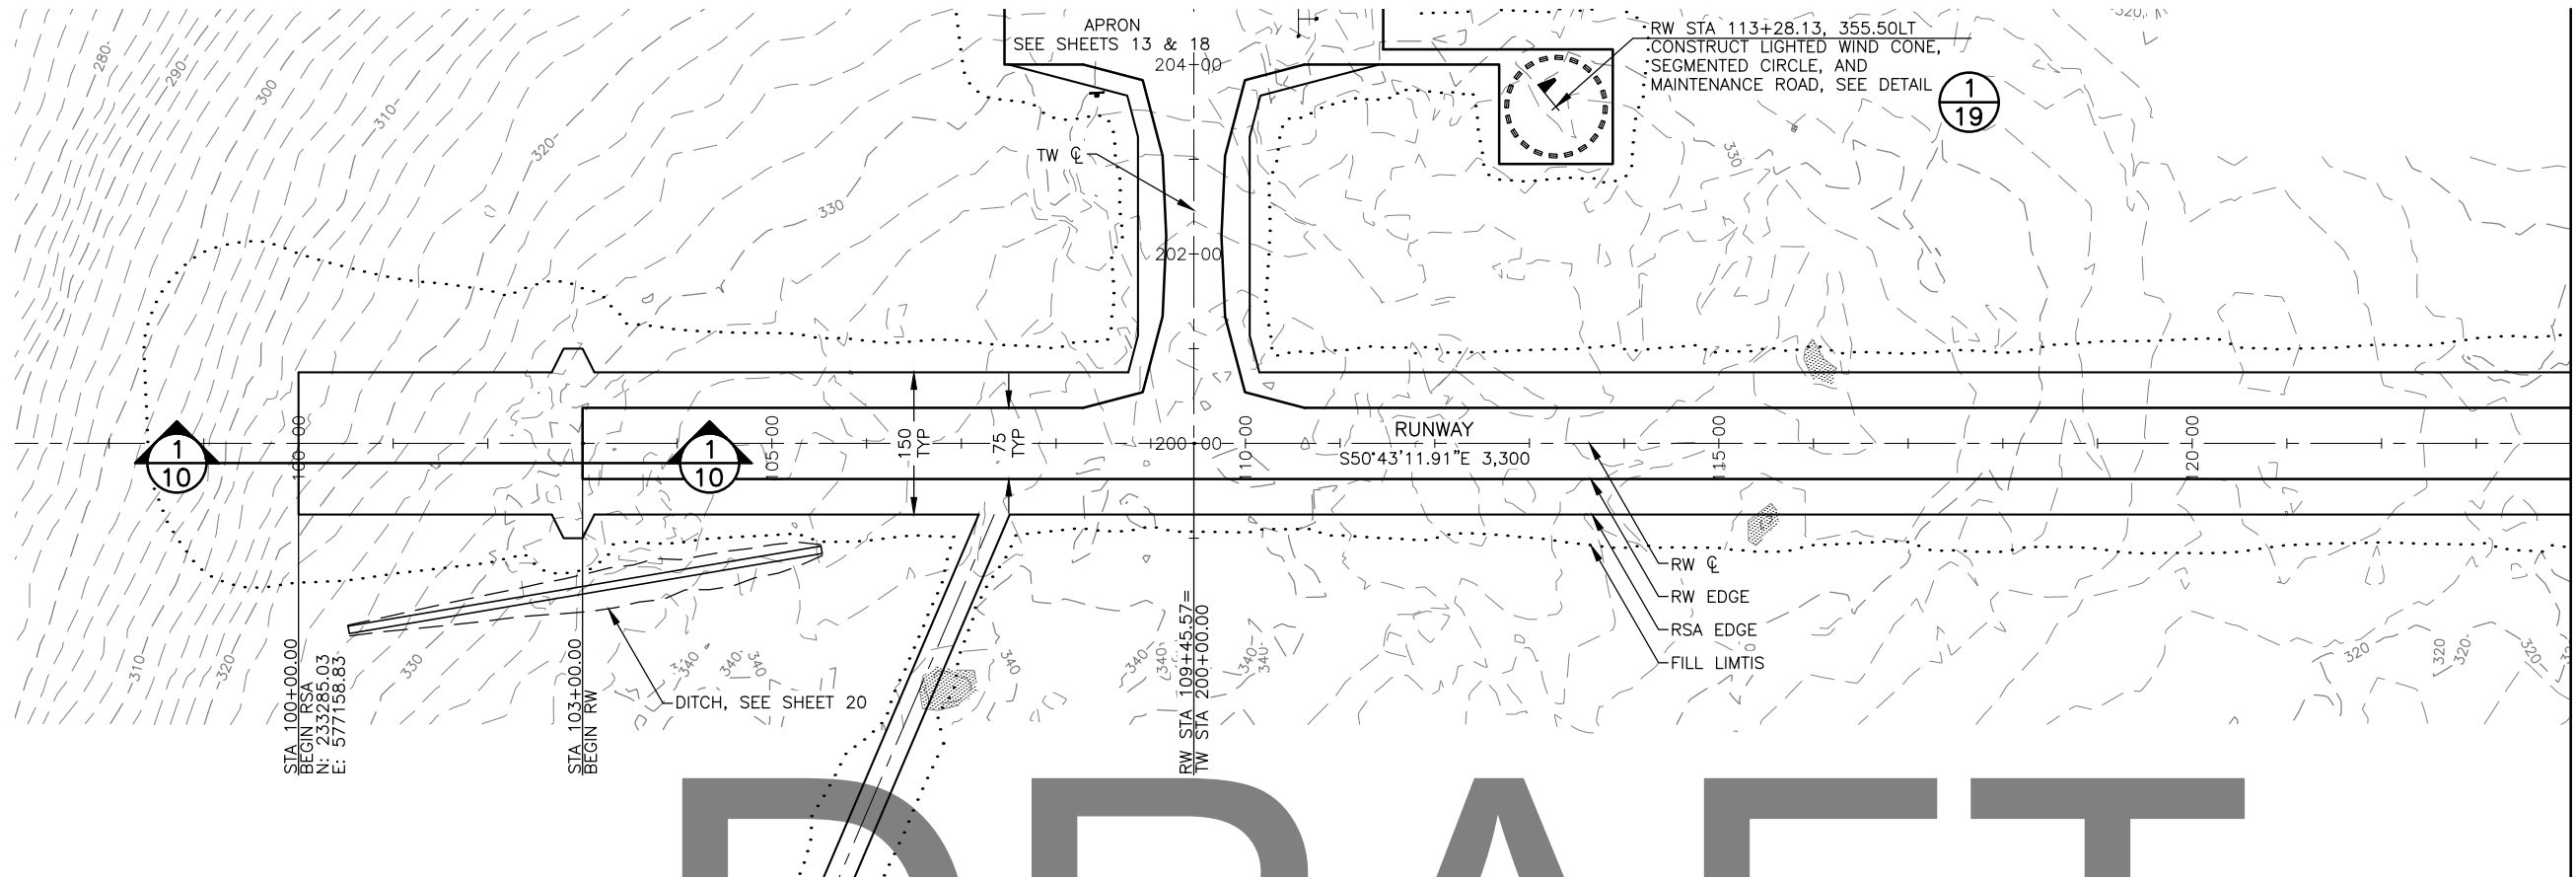 APRON
SEE SHEETS 13 & 18
204+00
RW STA 113+28.13, 355.50LT
CONSTRUCT LIGHTED WIND CONE,
SEGMENTED CIRCLE, AND
MAINTENANCE ROAD, SEE DETAIL
1
19
320
280
290
300
310
320
330
330
TW ℄
202+00
1
10
100+00
1
10
105+00
150
TYP
75
TYP
200+00
110+00
RUNWAY
S50°43'11.91"E 3,300
115+00
120+00
RW ℄
RW EDGE
RSA EDGE
FILL LIMTIS
DITCH, SEE SHEET 20
310
320
330
340
340
340
340
340
340
340
340
320
320
320
320
STA 100+00.00
BEGIN RSA
N: 233285.03
E: 577158.83
STA 103+00.00
BEGIN RW
RW STA 109+45.57=
TW STA 200+00.00
DRAFT